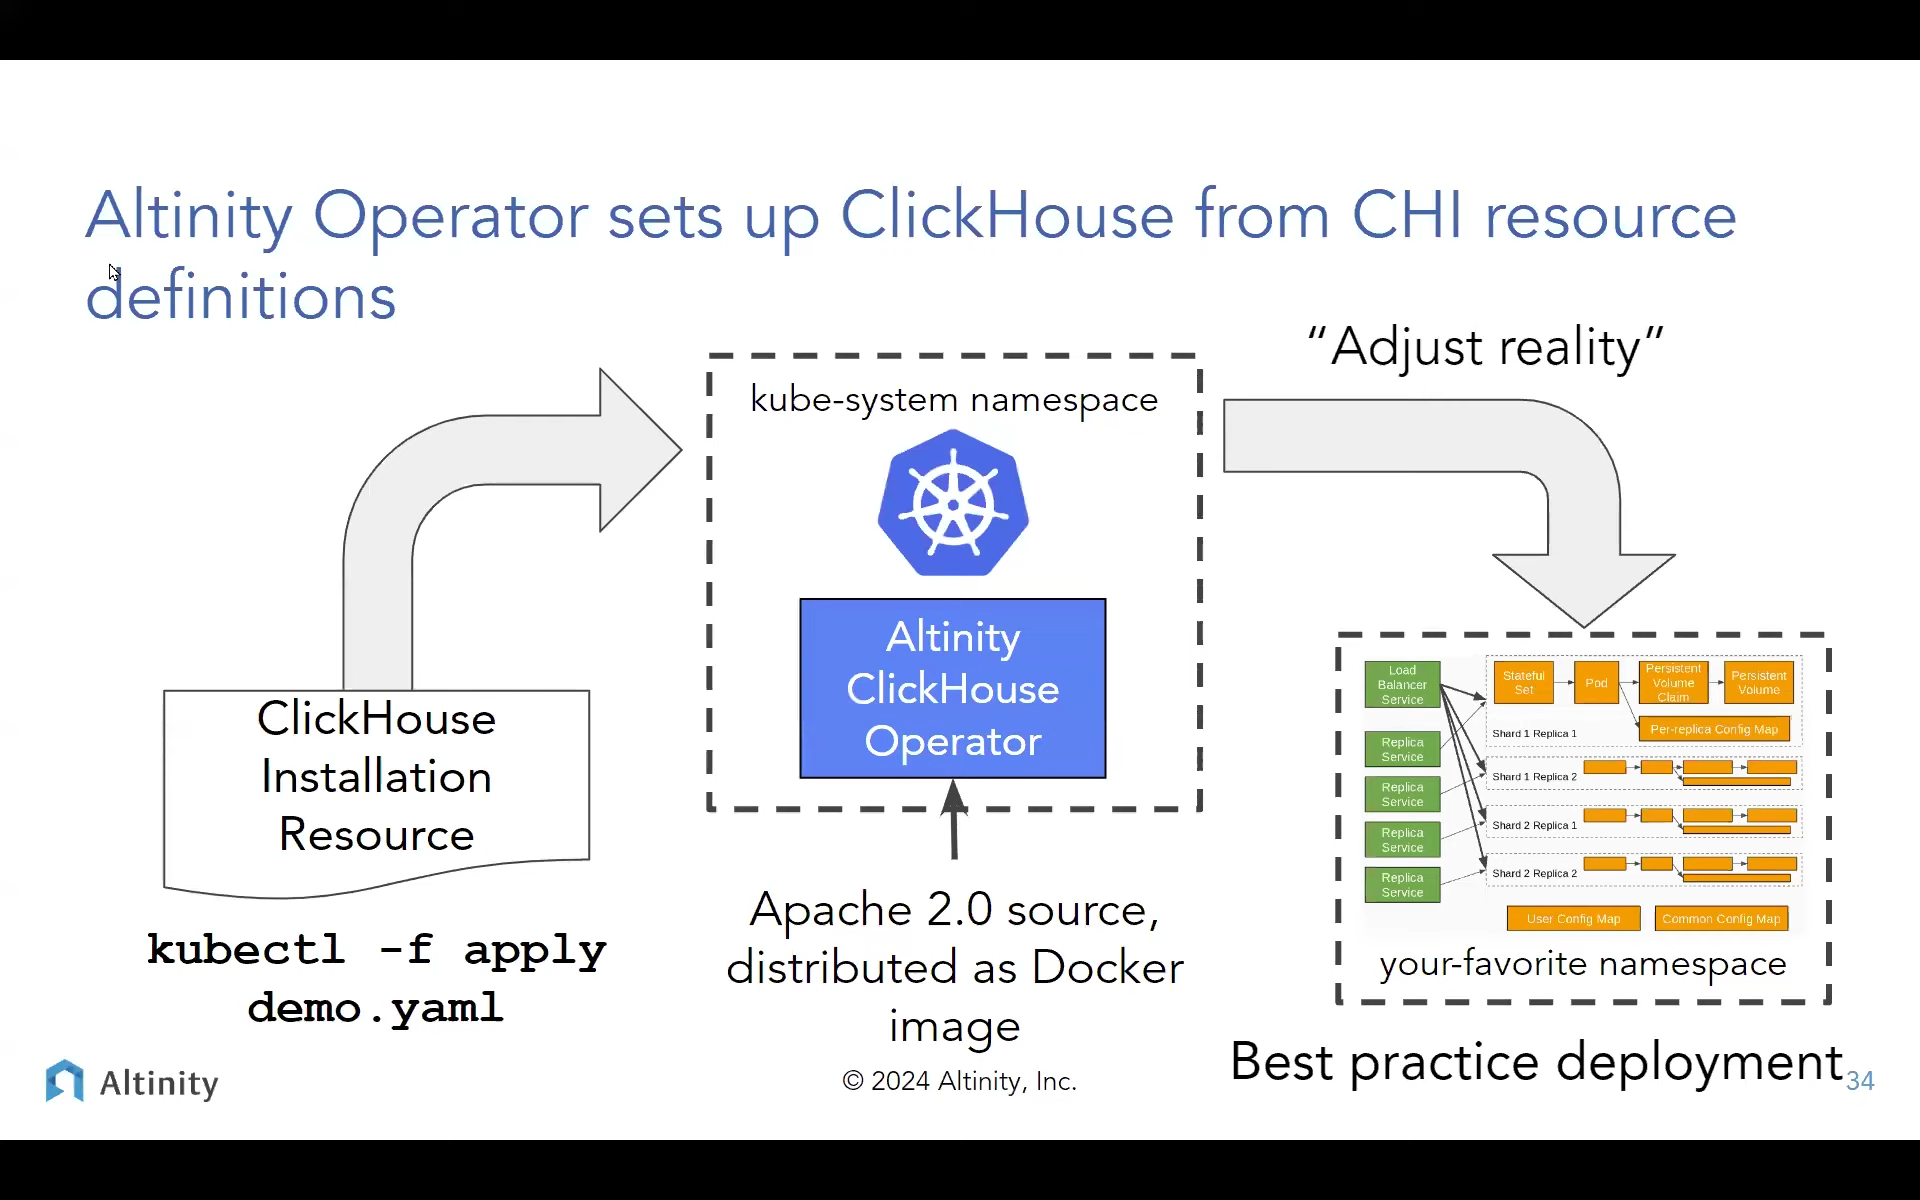 Altinity Operator sets up ClickHouse from CHI resource
definitions
“Adjust reality”
kube-system namespace
Altinity
ClickHouse
Operator
ClickHouse
Installation
Resource
kubectl -f apply
demo.yaml
Apache 2.0 source,
distributed as Docker
image
Load
Balancer
Service
Replica
Service
Replica
Service
Replica
Service
Replica
Service
Stateful
Set
Pod
Persistent
Volume
Claim
Persistent
Volume
Per-replica Config Map
Shard 1 Replica 1
Shard 1 Replica 2
Shard 2 Replica 1
Shard 2 Replica 2
User Config Map
Common Config Map
your-favorite namespace
Best practice deployment
Altinity
© 2024 Altinity, Inc.
34